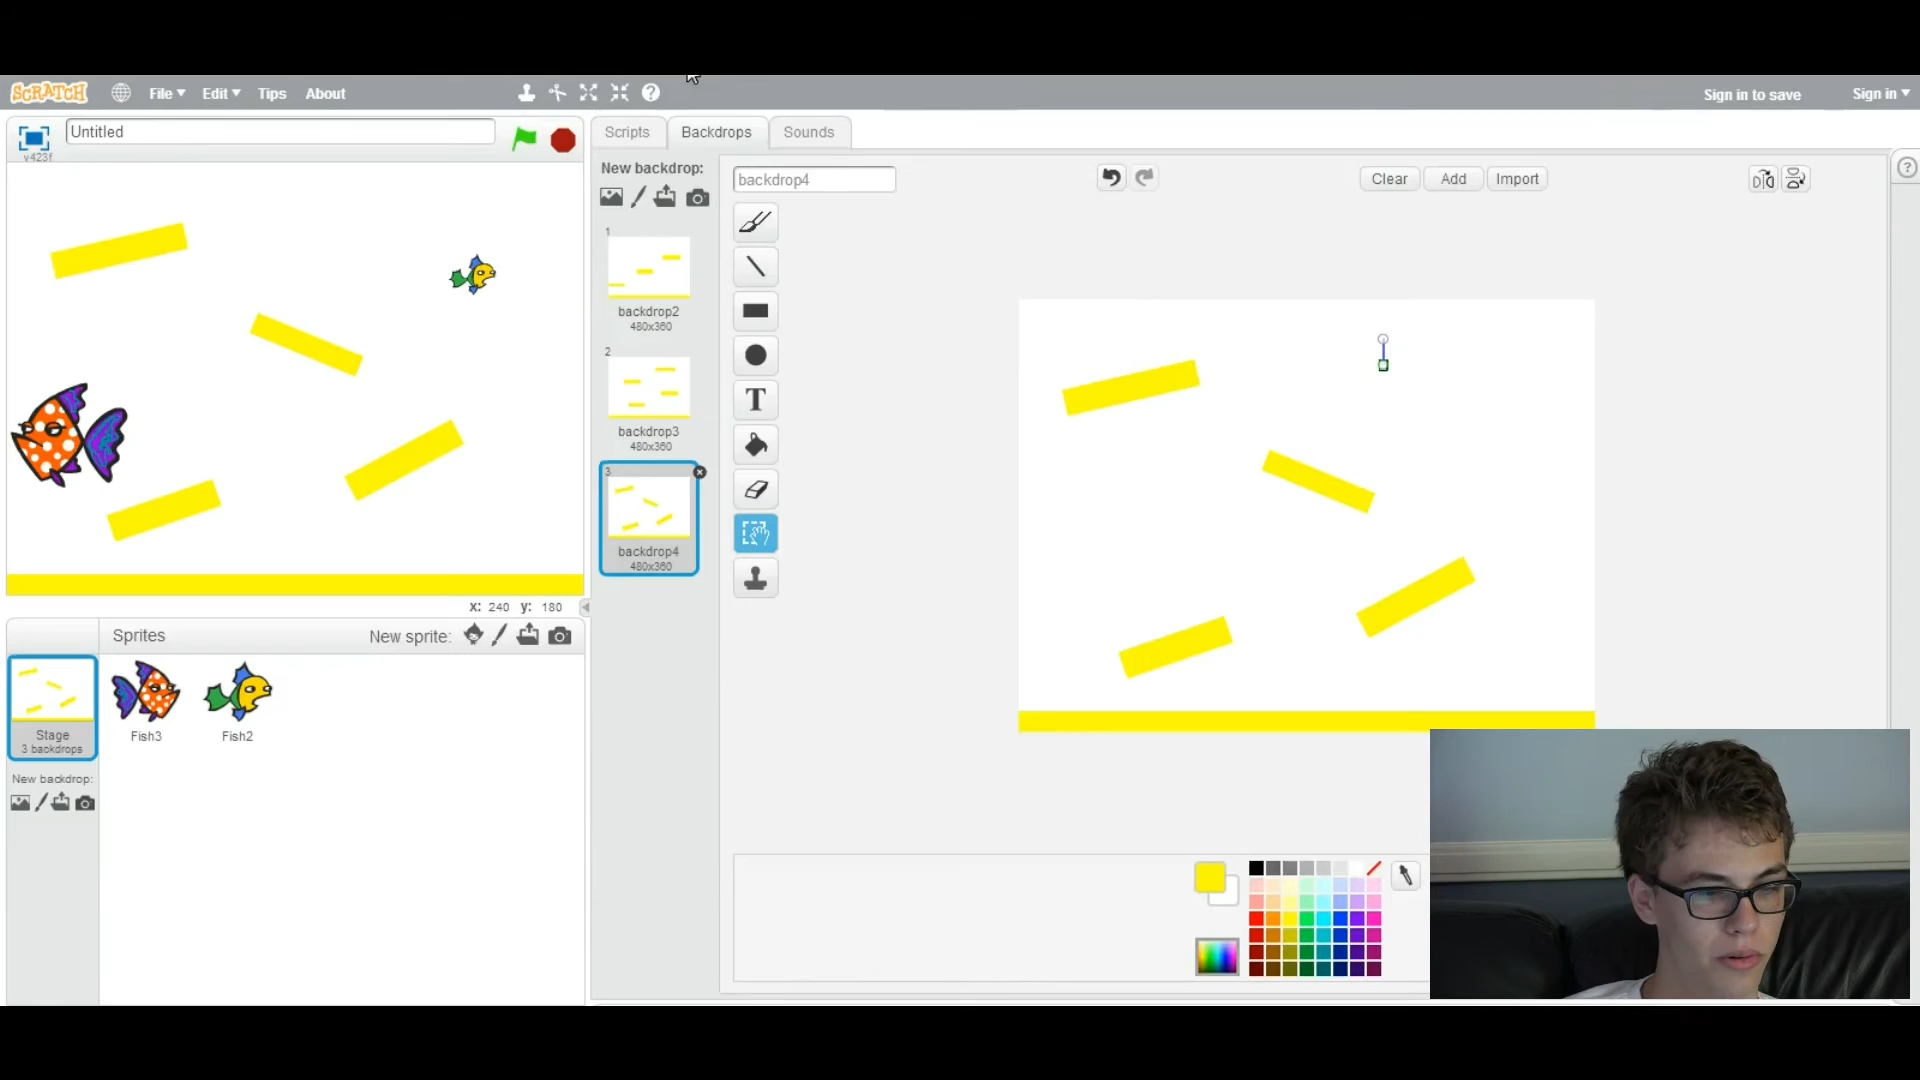 SCRATCH File Edit Tips About Sign in to save Sign in
Untitled
v423f
Scripts Backdrops Sounds
New backdrop:
backdrop4
Clear Add Import
T
1
backdrop2
480x360
2
backdrop3
480x360
3
backdrop4
480x360
x: 240 y: 180
Sprites New sprite:
Stage
3 backdrops
Fish3
Fish2
New backdrop: